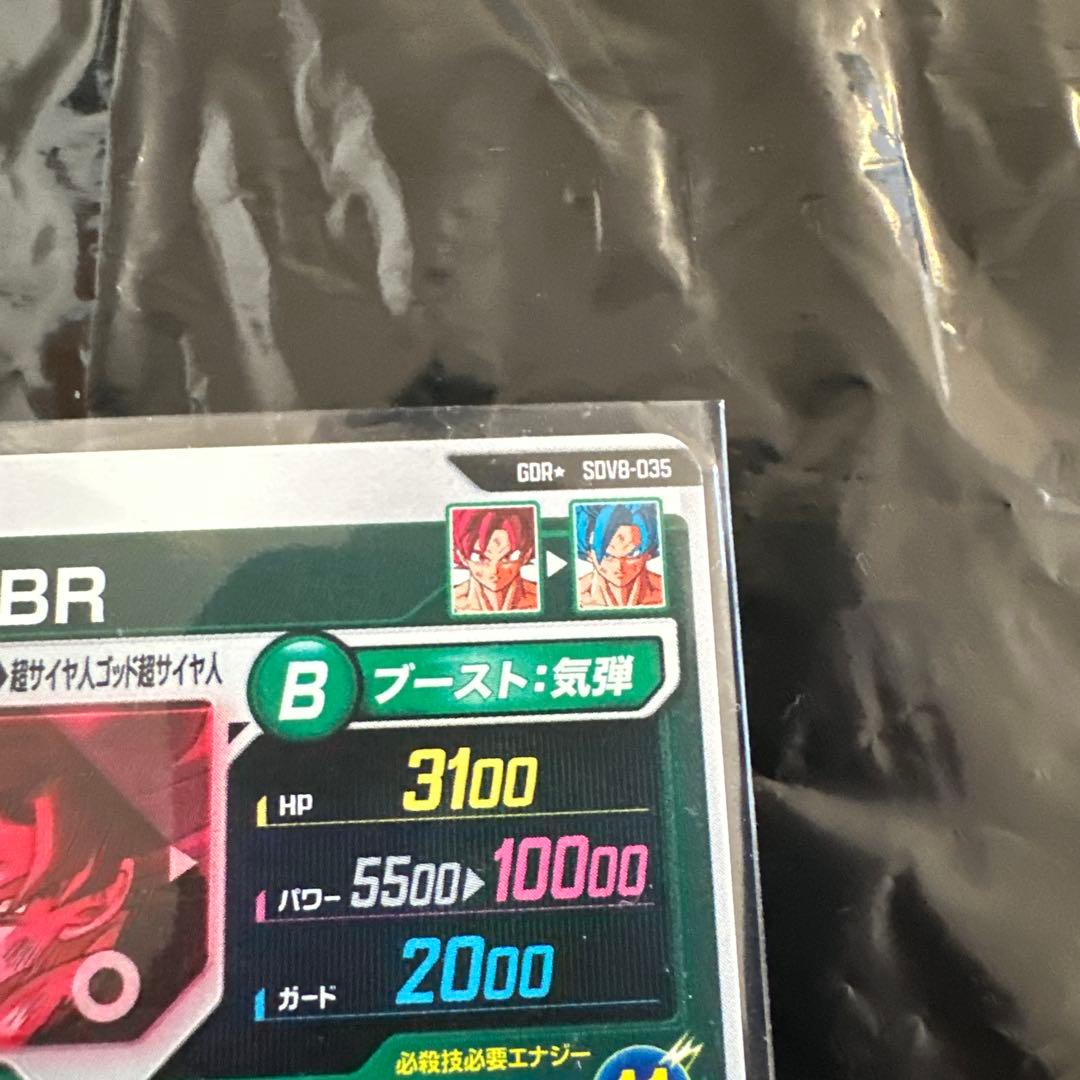 GDR★ SDV8-035
BR
超サイヤ人ゴッド超サイヤ人
B ブースト:気弾
HP 3100
パワー 5500▶10000
ガード 2000
必殺技必要エナジー